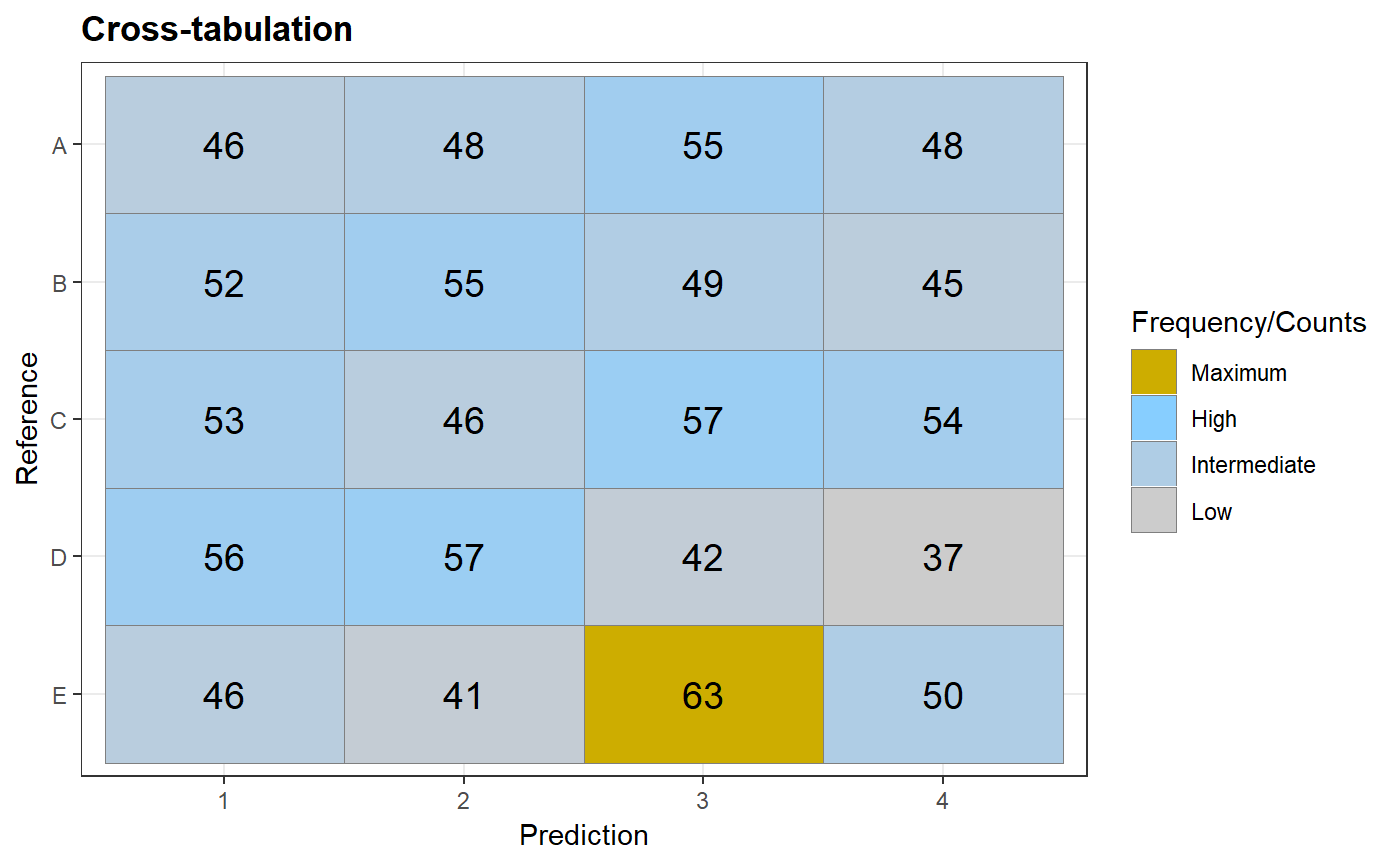 Cross-tabulation
A 46 48 55 48
B 52 55 49 45
C 53 46 57 54
D 56 57 42 37
E 46 41 63 50
1 2 3 4
Prediction
Reference
Frequency/Counts
Maximum
High
Intermediate
Low